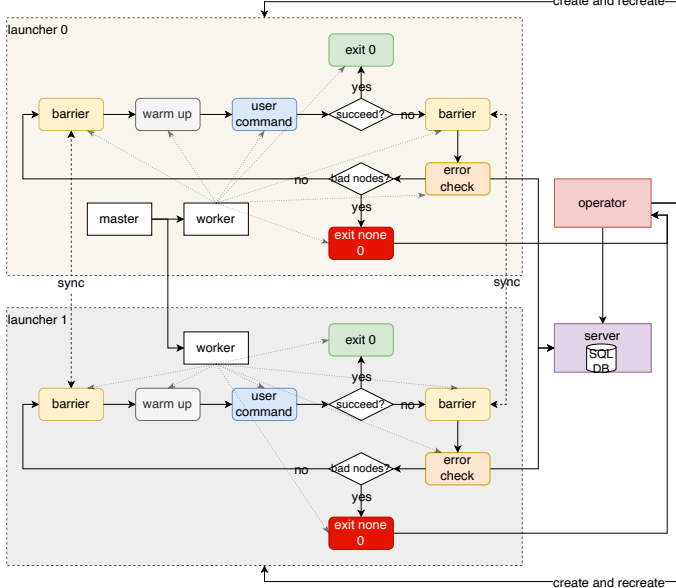 create and recreate
launcher 0
exit 0
yes
barrier
warm up
user
command
succeed?
no
barrier
no
bad nodes?
error
check
yes
master
worker
operator
exit none
0
sync
sync
launcher 1
worker
exit 0
server
SQL
DB
yes
barrier
warm up
user
command
succeed?
no
barrier
no
bad nodes?
error
check
yes
exit none
0
create and recreate